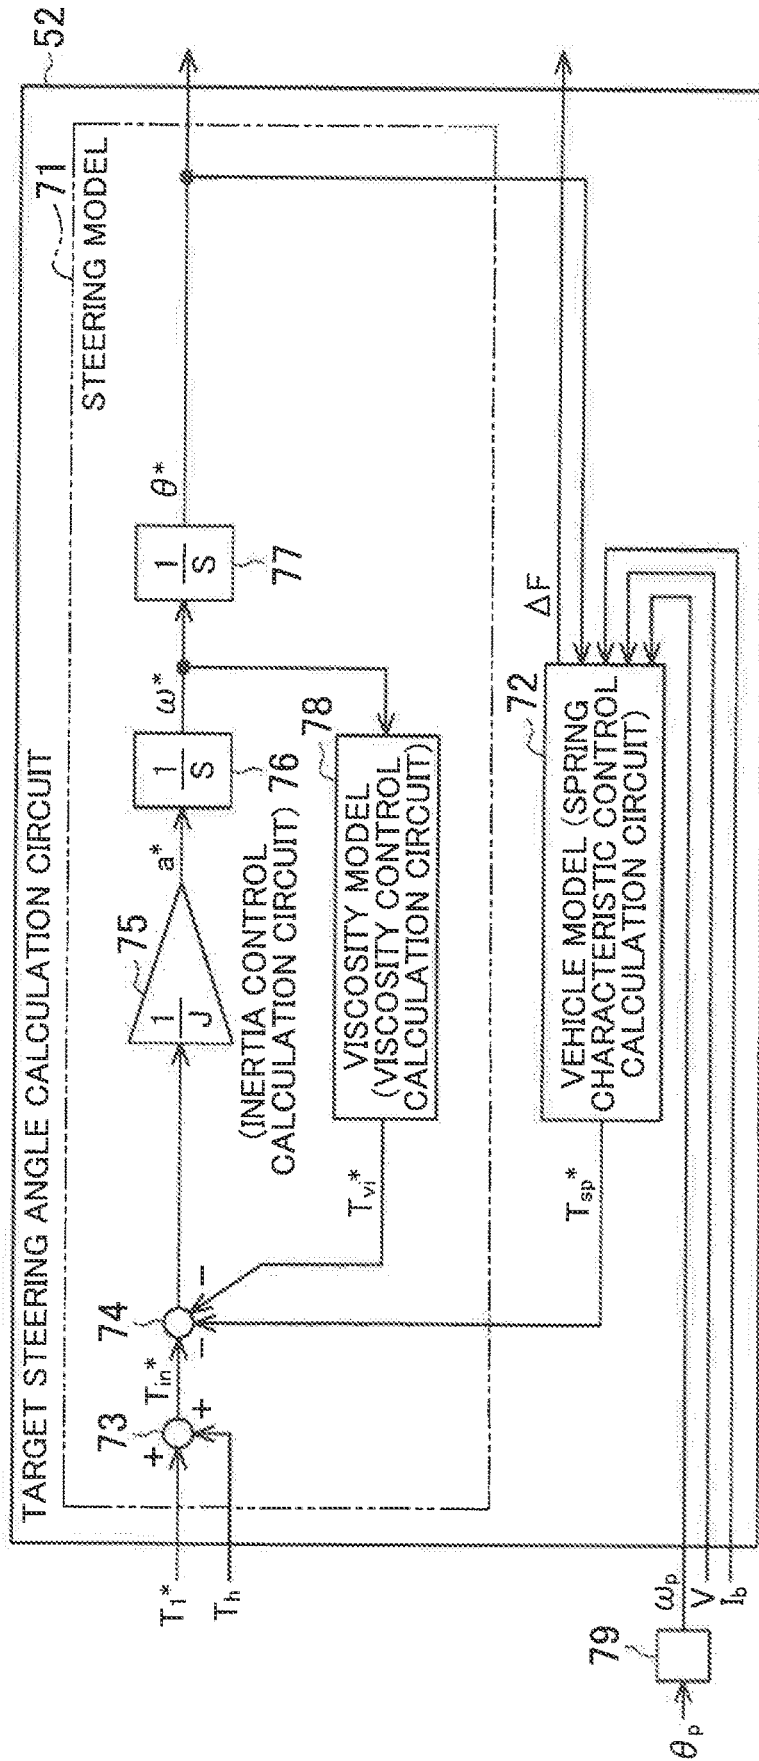 TARGET STEERING ANGLE CALCULATION CIRCUIT
52
71
STEERING MODEL
T₁*
Tₕ
+
+
73
Tᵢₙ*
74
−
−
75
1/J
(INERTIA CONTROL
CALCULATION CIRCUIT)
a*
1/S
76
ω*
1/S
77
θ*
78
VISCOSITY MODEL
(VISCOSITY CONTROL
CALCULATION CIRCUIT)
Tᵥᵢ*
72
VEHICLE MODEL (SPRING
CHARACTERISTIC CONTROL
CALCULATION CIRCUIT)
Tₛₚ*
ΔF
θₚ
79
ωₚ
V
I_b